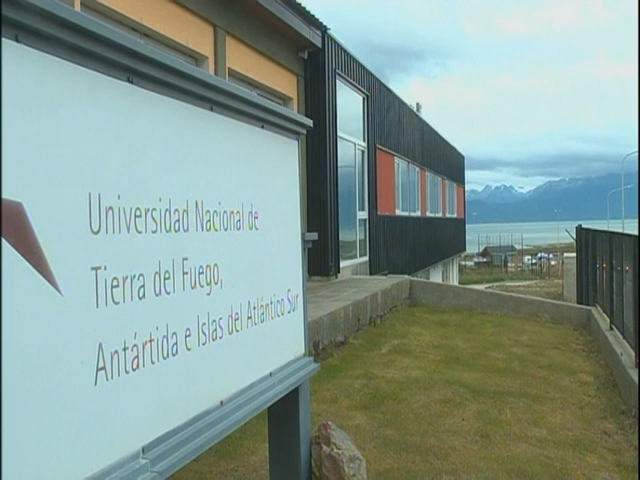 Universidad Nacional de
Tierra del Fuego,
Antártida e Islas del Atlántico Sur